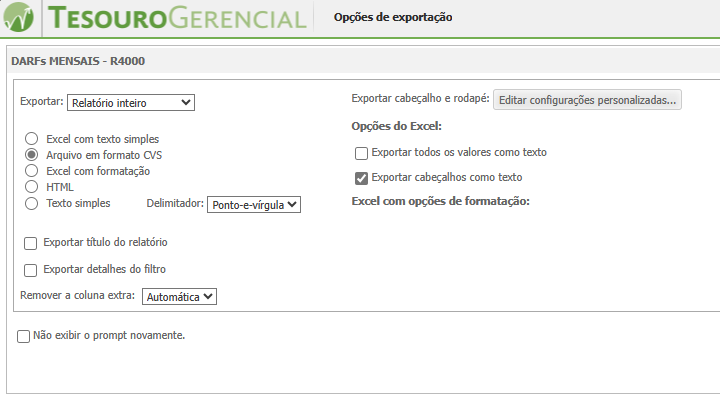 TESOUROGERENCIAL
Opções de exportação
DARFs MENSAIS - R4000
Exportar: Relatório inteiro
Exportar cabeçalho e rodapé: Editar configurações personalizadas...
Opções do Excel:
Excel com texto simples
Arquivo em formato CVS
Exportar todos os valores como texto
Excel com formatação
Exportar cabeçalhos como texto
HTML
Texto simples Delimitador: Ponto-e-vírgula
Excel com opções de formatação:
Exportar título do relatório
Exportar detalhes do filtro
Remover a coluna extra: Automática
Não exibir o prompt novamente.